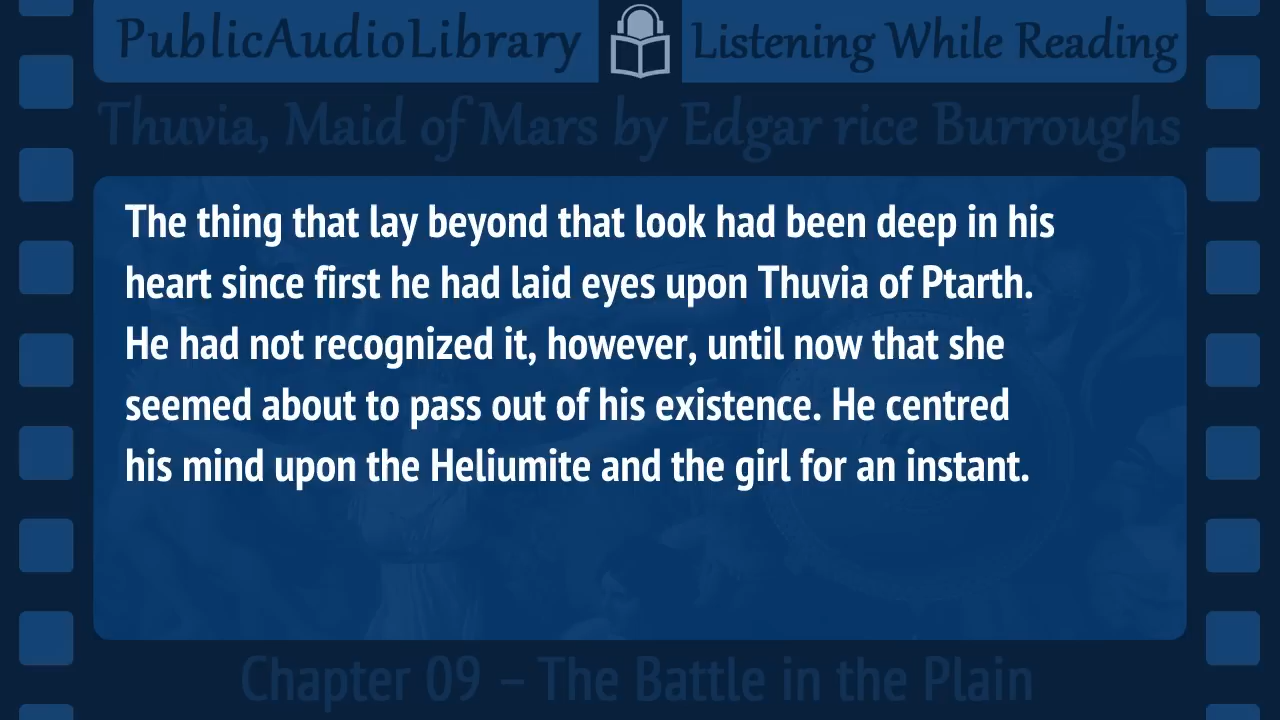 PublicAudioLibrary Listening While Reading
Thuvia, Maid of Mars by Edgar rice Burroughs
The thing that lay beyond that look had been deep in his
heart since first he had laid eyes upon Thuvia of Ptarth.
He had not recognized it, however, until now that she
seemed about to pass out of his existence. He centred
his mind upon the Heliumite and the girl for an instant.
Chapter 09 – The Battle in the Plain